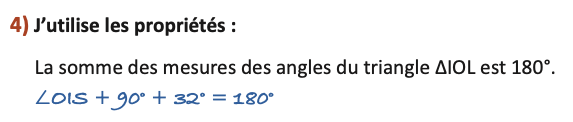 4) J'utilise les propriétés :
La somme des mesures des angles du triangle ΔIOL est 180°.
∠OIS + 90° + 32° = 180°